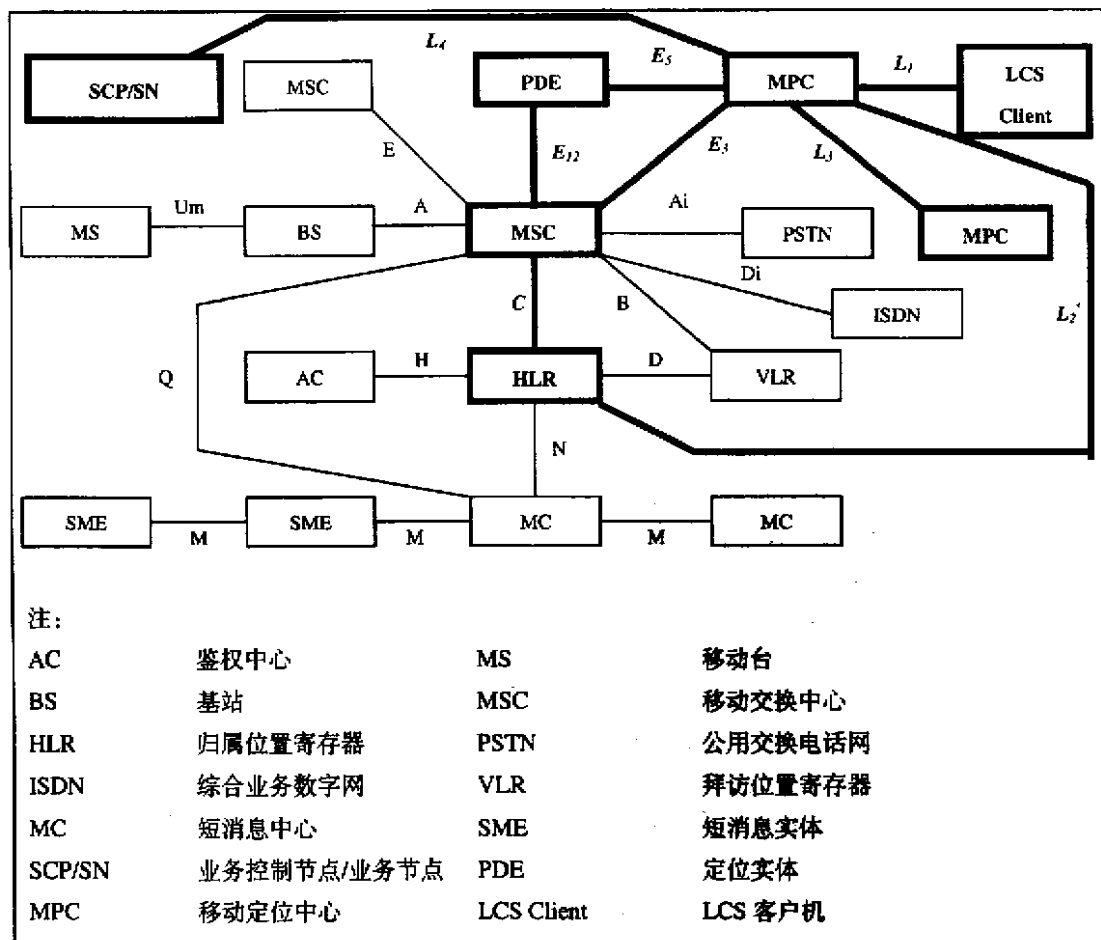 L4
E5
L1
SCP/SN
MSC
PDE
MPC
LCS
Client
E
E12
E3
L3
Um
A
Ai
MS
BS
MSC
PSTN
MPC
Di
C
B
ISDN
L2'
H
D
Q
AC
HLR
VLR
N
SME
SME
MC
MC
M
M
M
注:
AC 鉴权中心 MS 移动台
BS 基站 MSC 移动交换中心
HLR 归属位置寄存器 PSTN 公用交换电话网
ISDN 综合业务数字网 VLR 拜访位置寄存器
MC 短消息中心 SME 短消息实体
SCP/SN 业务控制节点/业务节点 PDE 定位实体
MPC 移动定位中心 LCS Client LCS 客户机